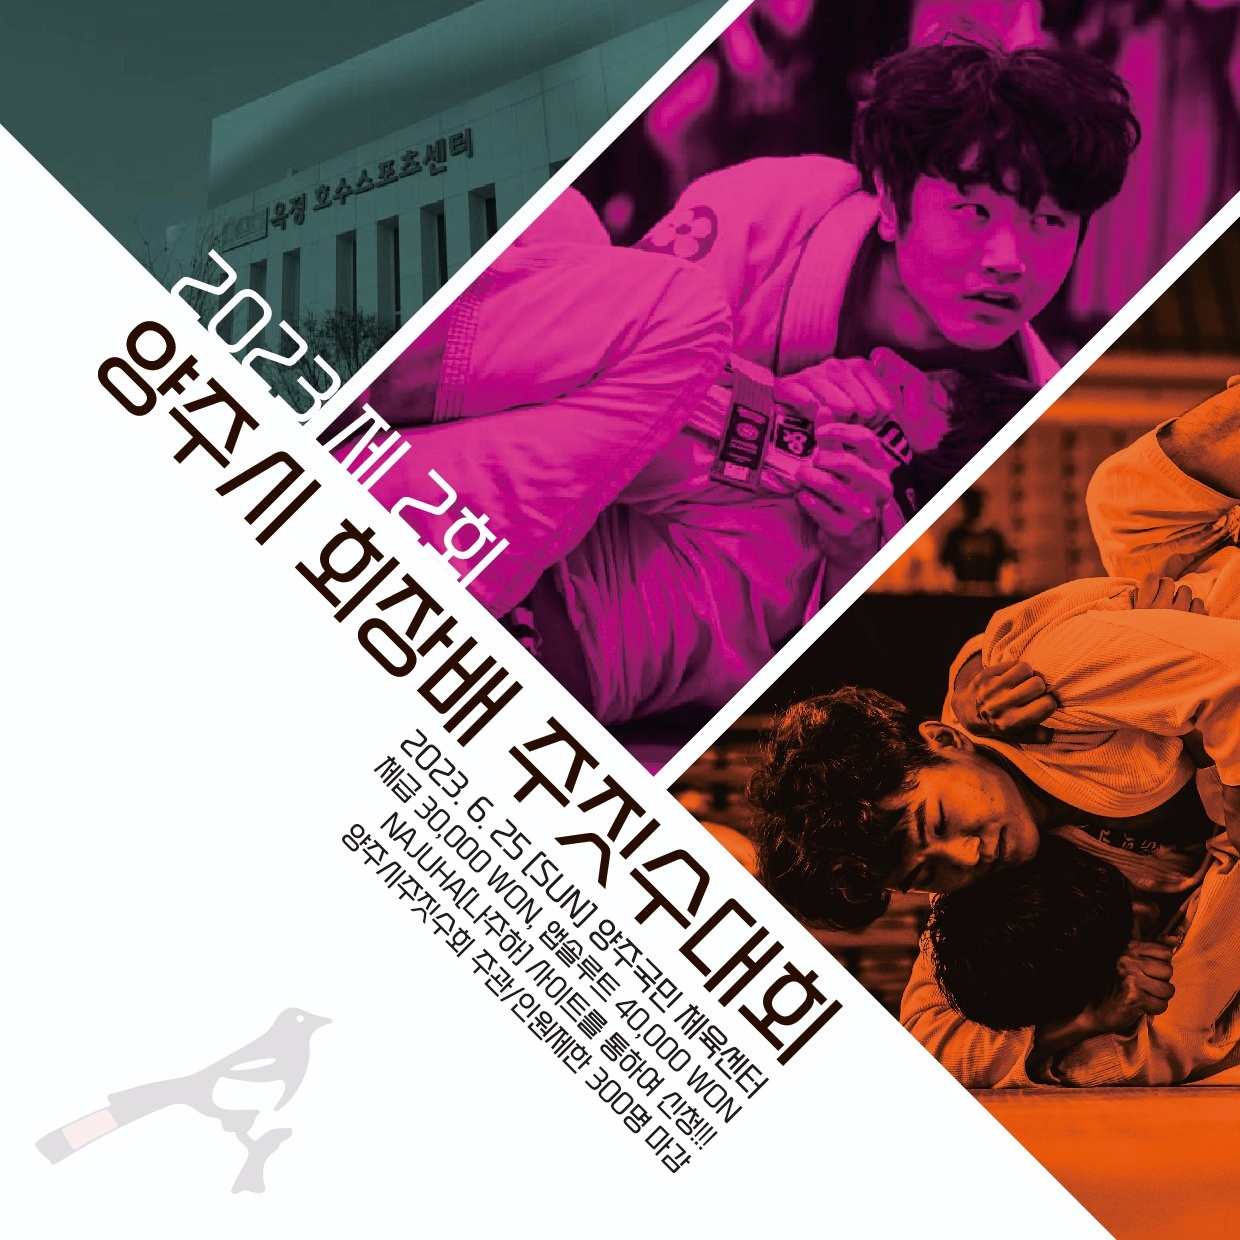 옥정 호수스포츠센터
2023 제 2회
양주시 회장배 주짓수대회
2023. 6. 25 [SUN] 양주국민 체육센터
체급 30,000 WON, 앱솔루트 40,000 WON
NAJUHA[나주하] 사이트를 통하여 신청!!!
양주시주짓수회 주관/인원제한 300명 마감